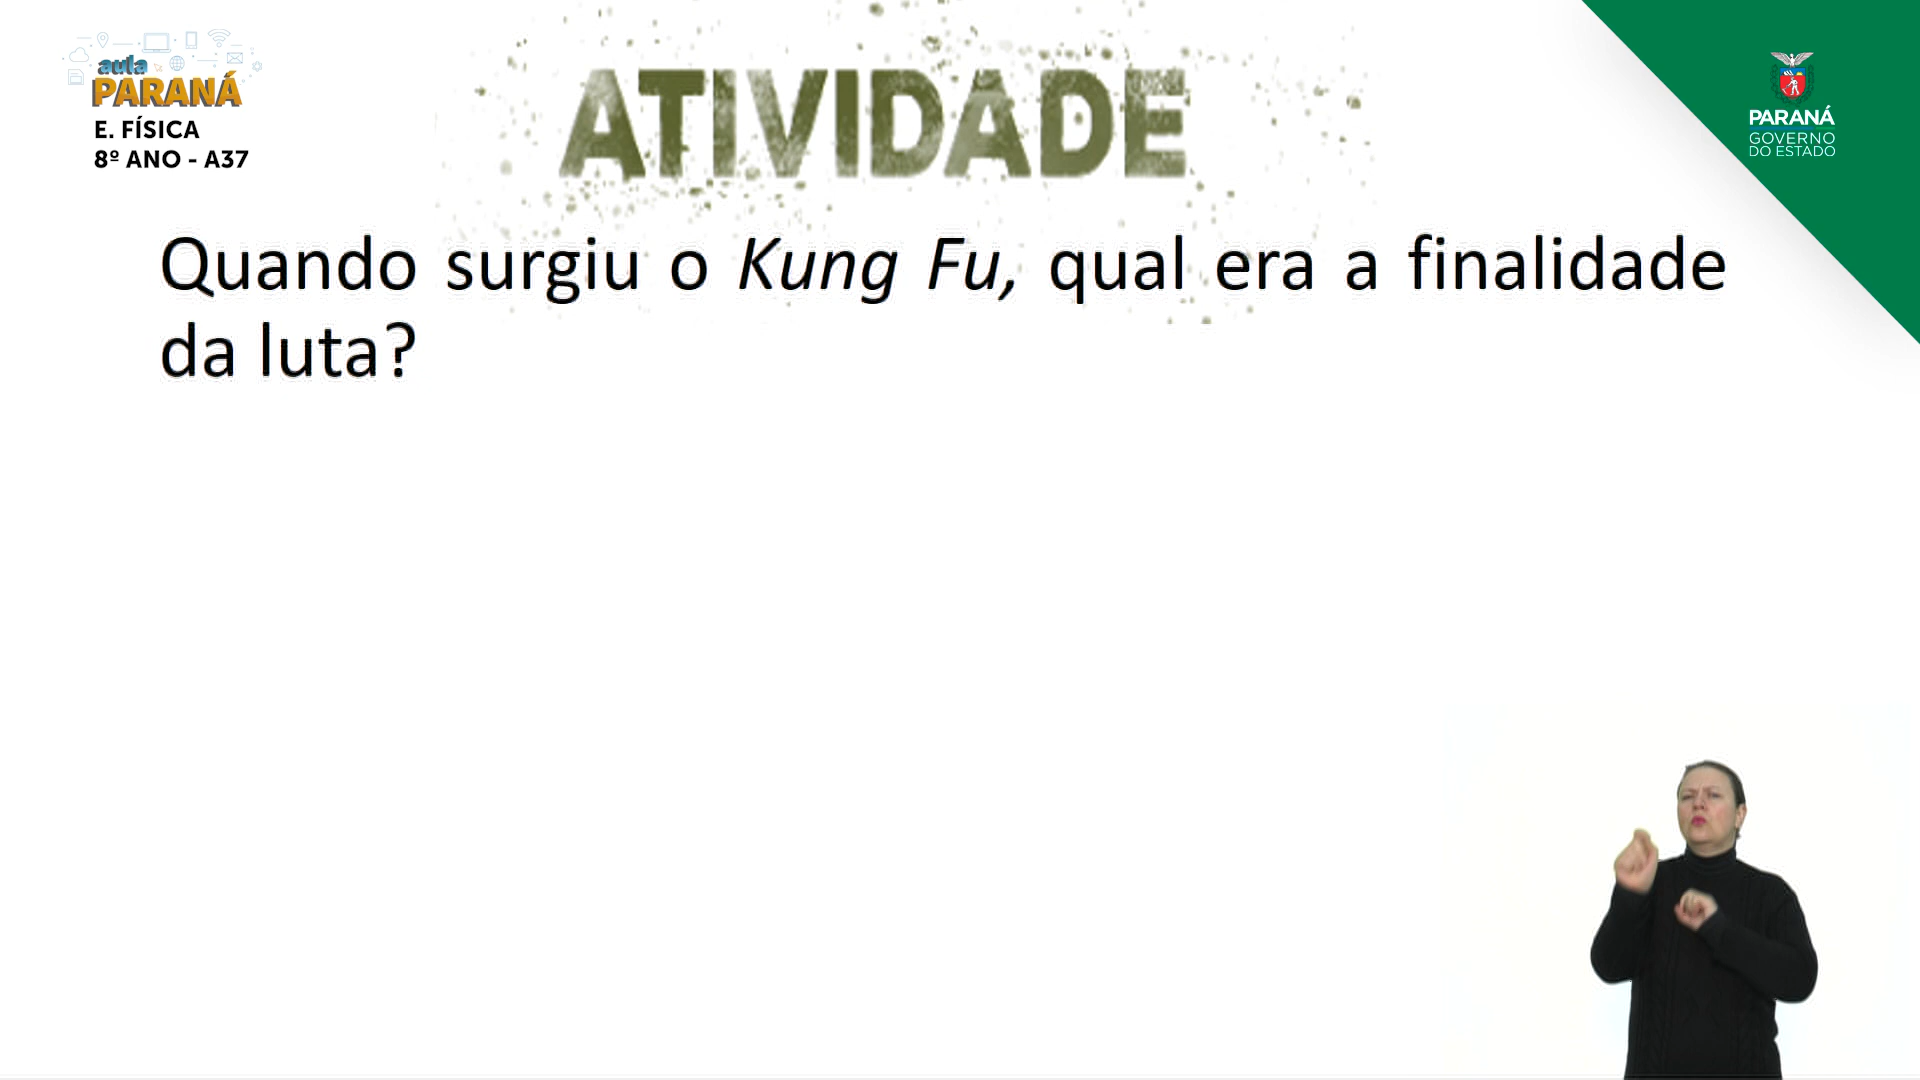 aula
PARANÁ
E. FÍSICA
8º ANO - A37
ATIVIDADE
PARANÁ
GOVERNO
DO ESTADO
Quando surgiu o Kung Fu, qual era a finalidade
da luta?